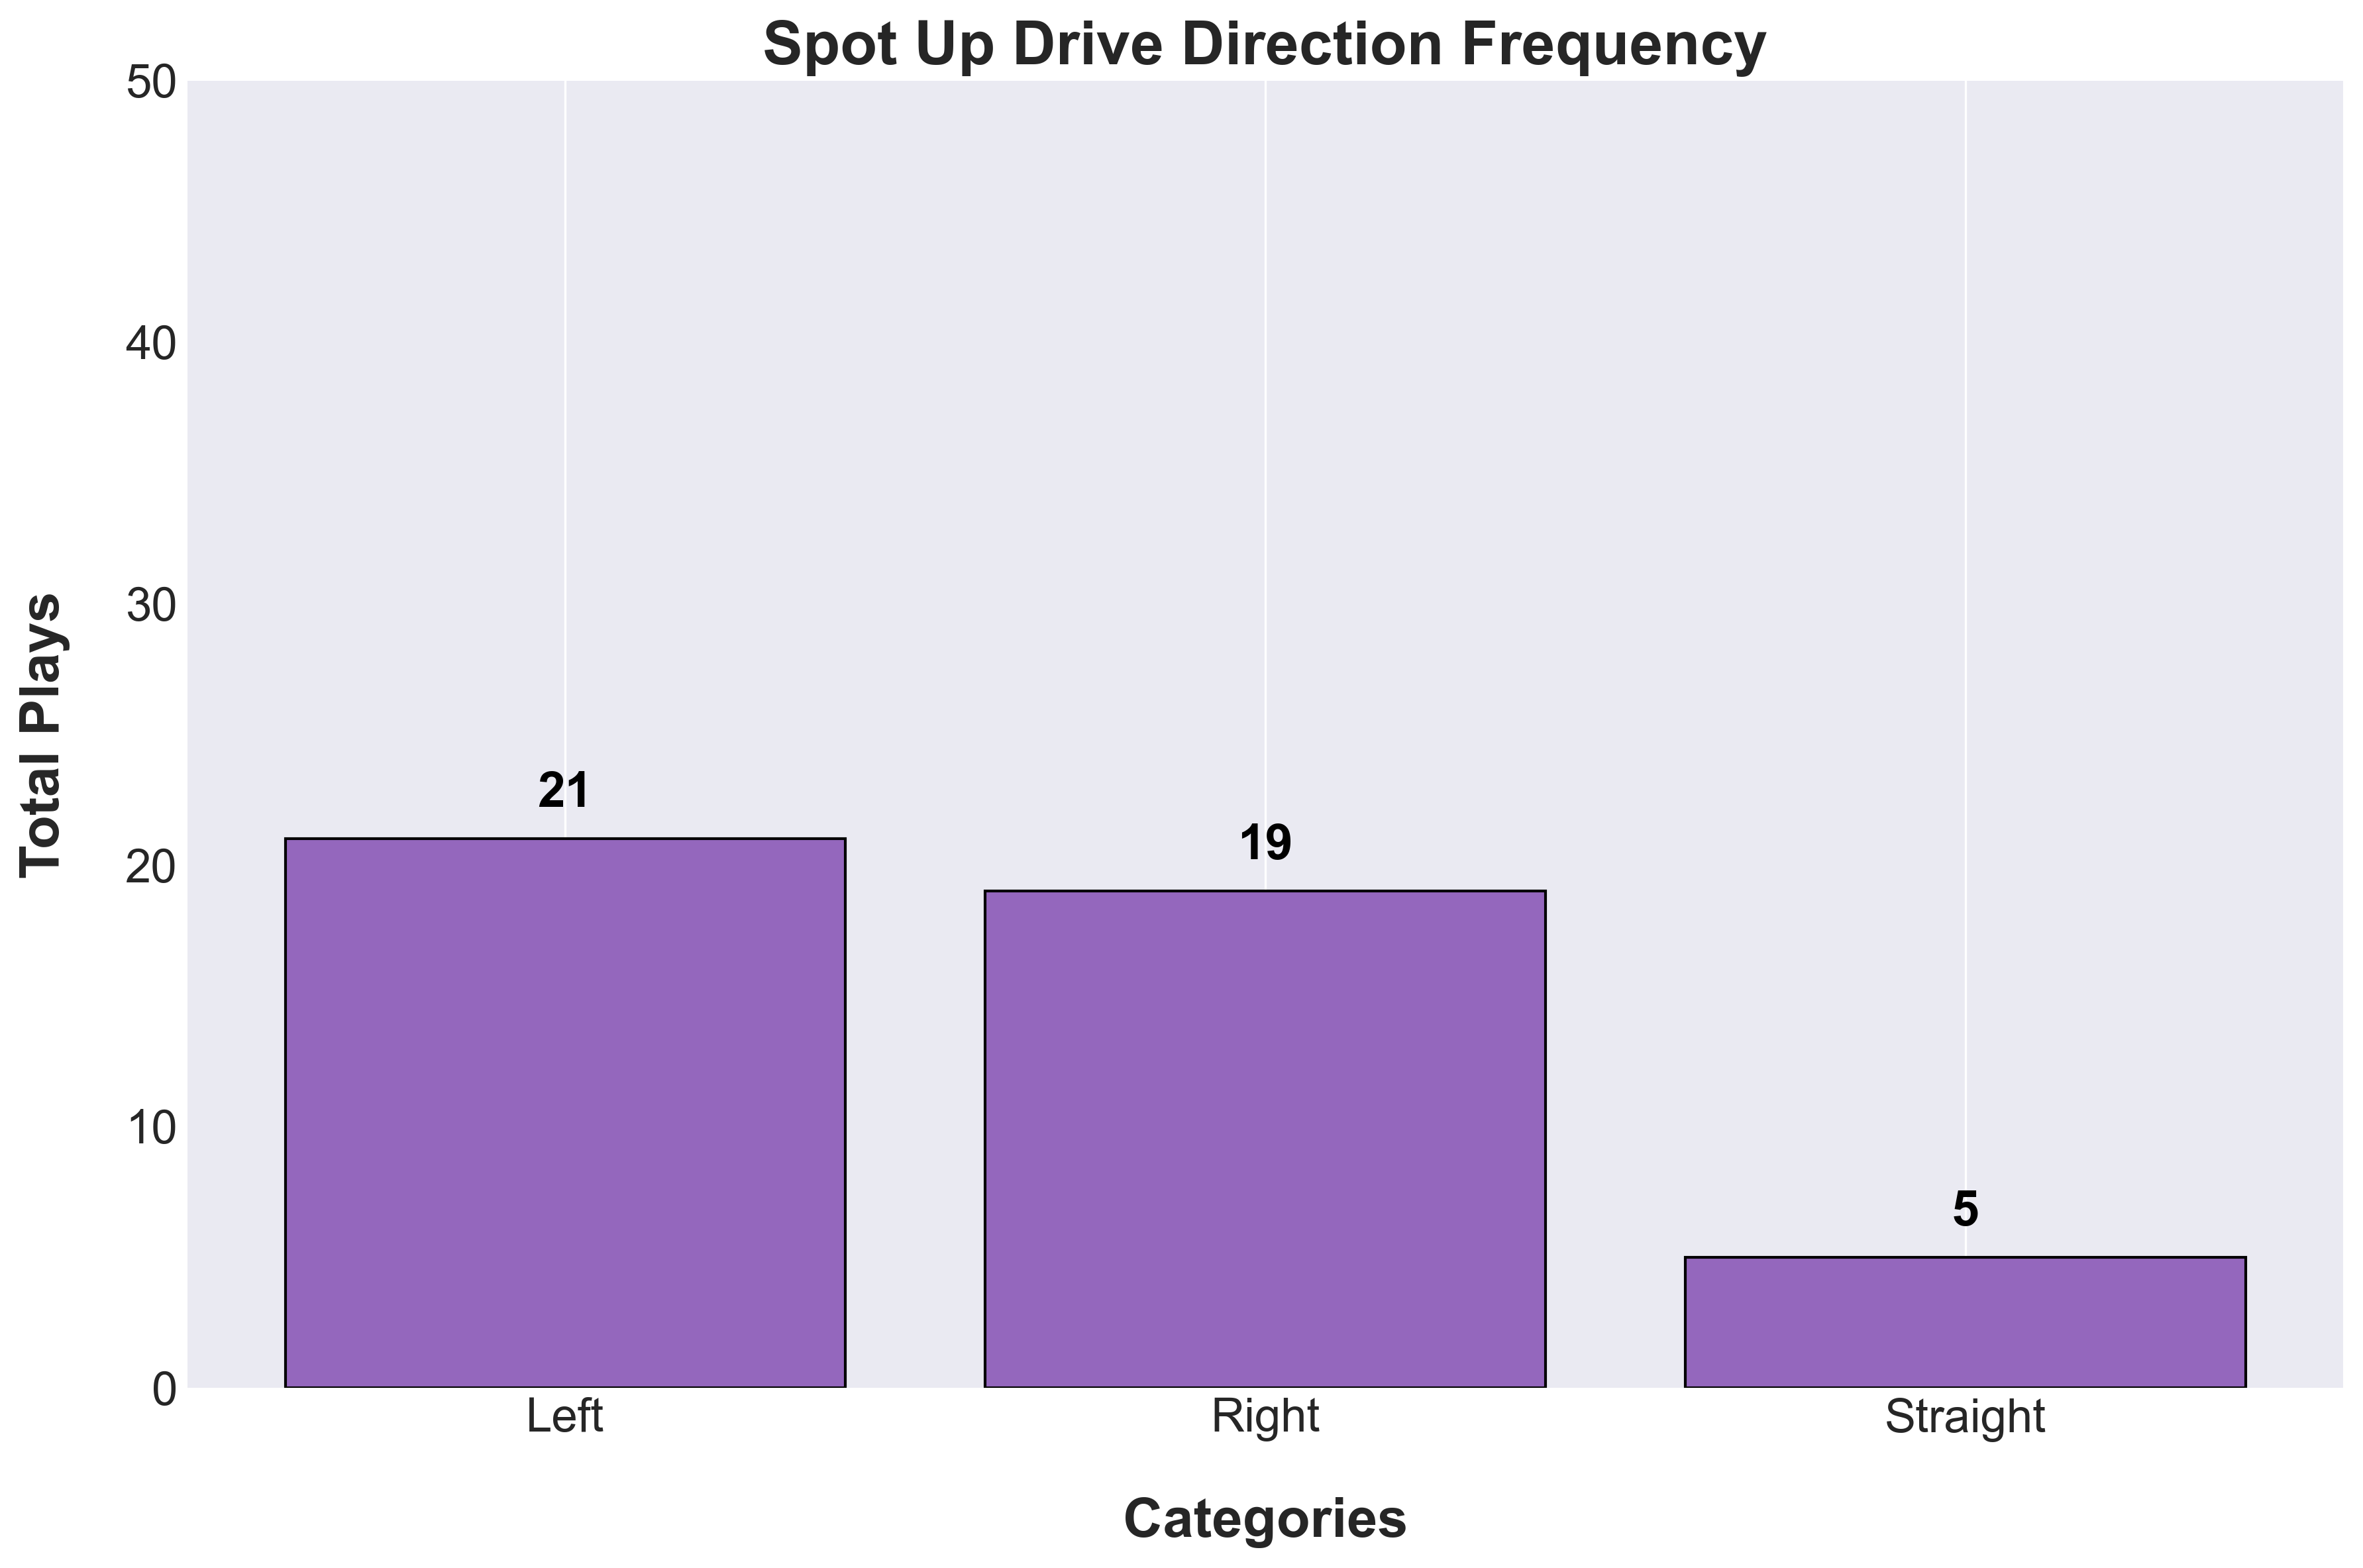 Spot Up Drive Direction Frequency
50
40
30
20
10
0
Total Plays
21
19
5
Left
Right
Straight
Categories